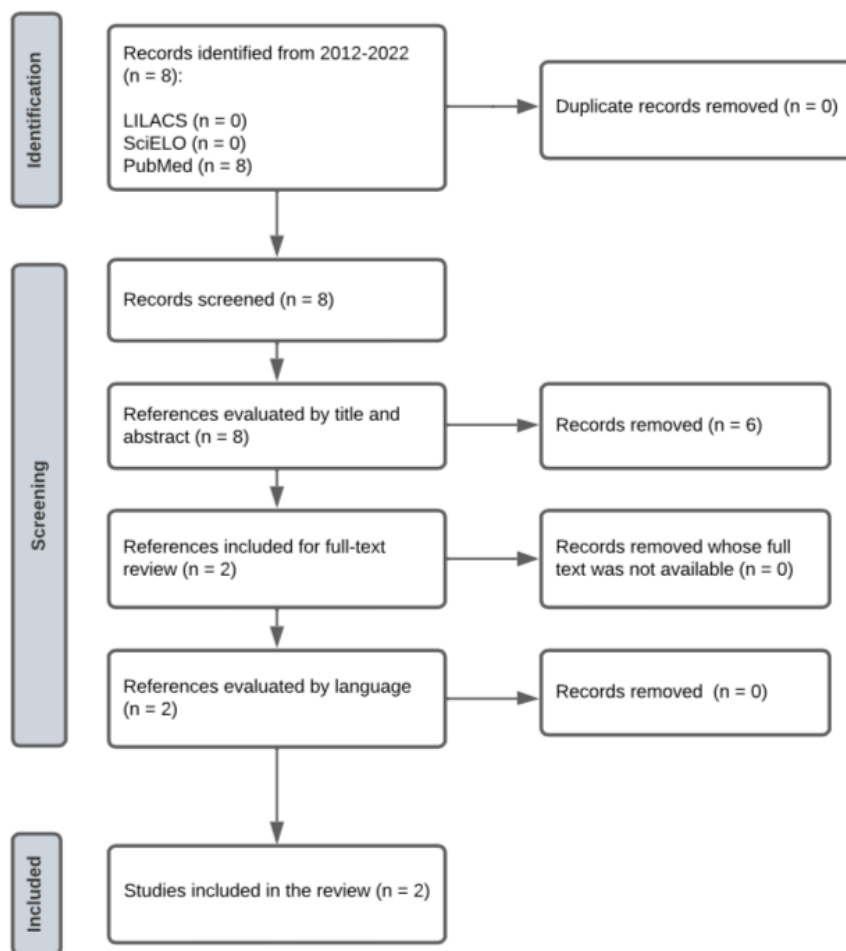 Identification
Records identified from 2012-2022
(n = 8):
LILACS (n = 0)
SciELO (n = 0)
PubMed (n = 8)
Duplicate records removed (n = 0)
Screening
Records screened (n = 8)
References evaluated by title and
abstract (n = 8)
Records removed (n = 6)
References included for full-text
review (n = 2)
Records removed whose full
text was not available (n = 0)
References evaluated by language
(n = 2)
Records removed (n = 0)
Included
Studies included in the review (n = 2)